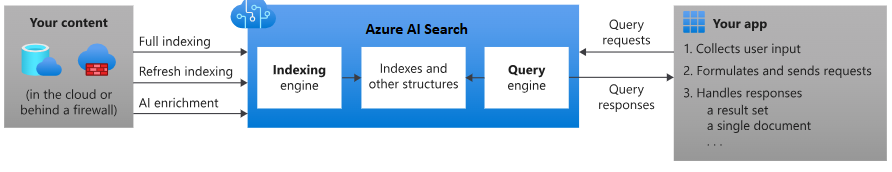 Your content
(in the cloud or
behind a firewall)
Full indexing
Refresh indexing
AI enrichment
Azure AI Search
Indexing
engine
Indexes and
other structures
Query
engine
Query
requests
Query
responses
Your app
1. Collects user input
2. Formulates and sends requests
3. Handles responses
a result set
a single document
. . .